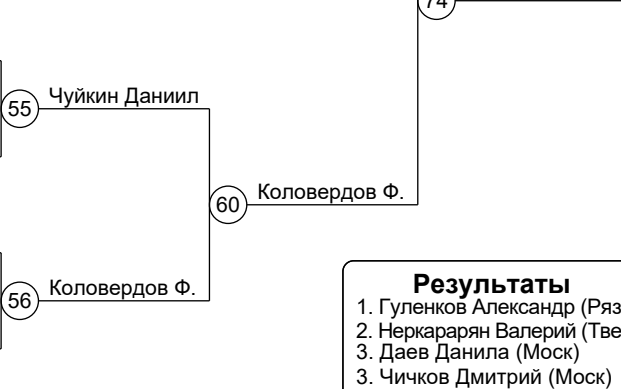 74
55 Чуйкин Даниил
60 Коловердов Ф.
56 Коловердов Ф.
Результаты
1. Гуленков Александр (Ряз
2. Неркарарян Валерий (Тве
3. Даев Данила (Моск)
3. Чичков Дмитрий (Моск)